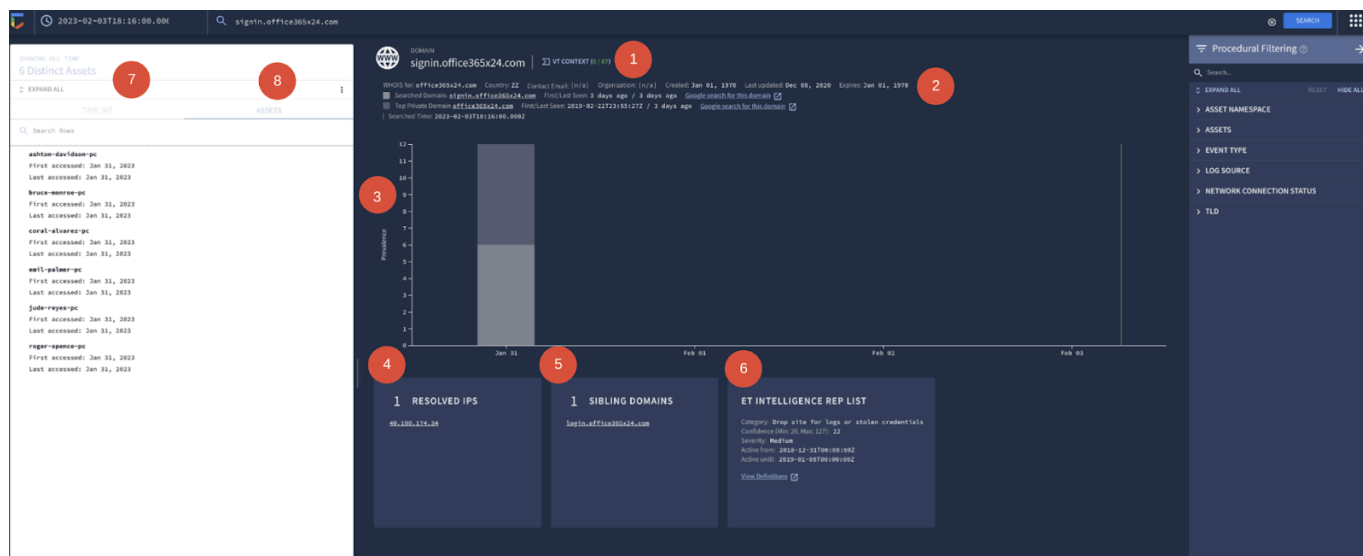 2023-02-03T18:16:00.000
signin.office365x24.com
SEARCH
SHOWING ALL TIME
6 Distinct Assets
7
8
EXPAND ALL
TIMELINE
ASSETS
Search Rows
ashton-davidson-pc
First accessed: Jan 31, 2023
Last accessed: Jan 31, 2023
bruce-monroe-pc
First accessed: Jan 31, 2023
Last accessed: Jan 31, 2023
coral-alvarez-pc
First accessed: Jan 31, 2023
Last accessed: Jan 31, 2023
emil-palmer-pc
First accessed: Jan 31, 2023
Last accessed: Jan 31, 2023
jude-reyes-pc
First accessed: Jan 31, 2023
Last accessed: Jan 31, 2023
roger-spence-pc
First accessed: Jan 31, 2023
Last accessed: Jan 31, 2023
WWW
DOMAIN
signin.office365x24.com
VT CONTEXT (0 / 87)
1
WHOIS for: office365x24.com Country: ZZ Contact Email: [n/a] Organization: [n/a] Created: Jan 01, 1970 Last updated: Dec 08, 2020 Expires: Jan 01, 1970
2
Searched Domain signin.office365x24.com First/Last Seen 3 days ago / 3 days ago Google search for this domain
Top Private Domain office365x24.com First/Last Seen: 2019-02-22T23:55:27Z / 3 days ago Google search for this domain
Searched Time: 2023-02-03T18:16:00.000Z
3
Prevalence
12
11
10
9
8
7
6
5
4
3
2
1
0
Jan 31
Feb 01
Feb 02
Feb 03
4
5
6
1 RESOLVED IPS
40.100.174.34
1 SIBLING DOMAINS
login.office365x24.com
ET INTELLIGENCE REP LIST
Category: Drop site for logs or stolen credentials
Confidence (Min: 20, Max: 127): 22
Severity: Medium
Active from: 2018-12-31T00:00:00Z
Active until: 2019-01-08T00:00:00Z
View Definitions
Procedural Filtering
Search...
EXPAND ALL
RESET
HIDE ALL
ASSET NAMESPACE
ASSETS
EVENT TYPE
LOG SOURCE
NETWORK CONNECTION STATUS
TLD